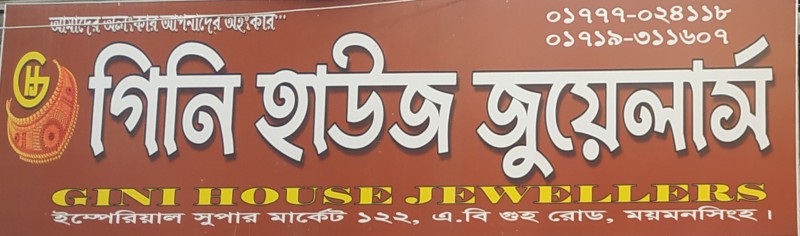 আমাদের অলংকার আপনাদের অহংকার...
০১৭৭৭-০২৪১১৮
০১৭১৯-৩১১৬০৭
গিনি হাউজ জুয়েলার্স
GINI HOUSE JEWELLERS
ইম্পেরিয়াল সুপার মার্কেট ১২২, এ.বি গুহ রোড, ময়মনসিংহ।